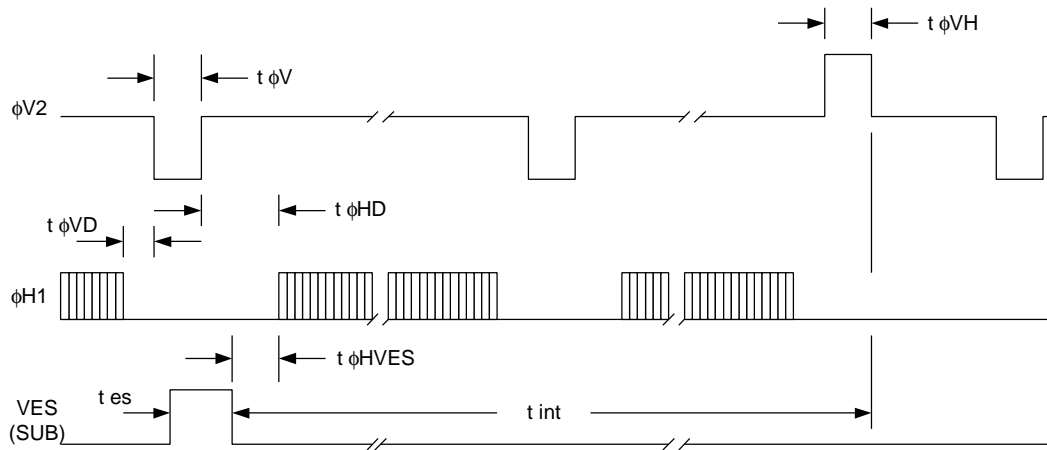 t ϕVH
t ϕV
ϕV2
t ϕHD
t ϕVD
ϕH1
t ϕHVES
t es
VES
(SUB)
t int